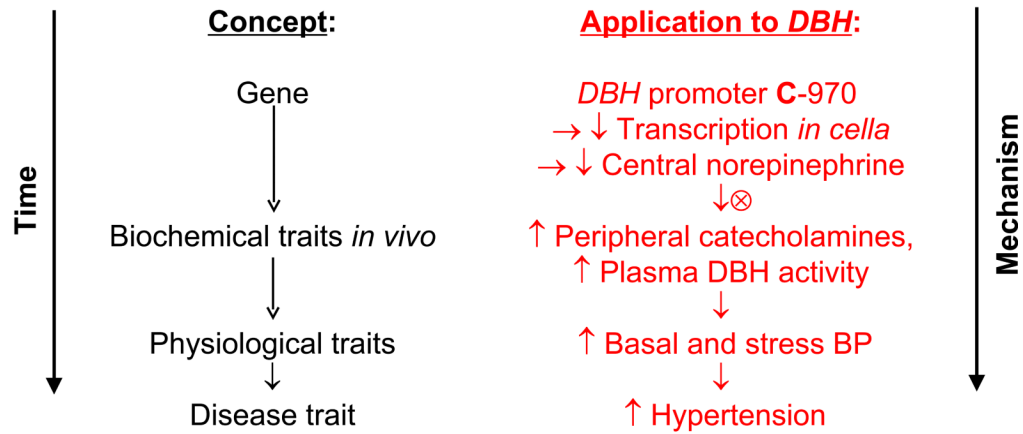 Time
Concept:
Gene
Biochemical traits in vivo
Physiological traits
Disease trait
Application to DBH:
DBH promoter C-970
→ ↓ Transcription in cella
→ ↓ Central norepinephrine
↓⊗
↑ Peripheral catecholamines,
↑ Plasma DBH activity
↓
↑ Basal and stress BP
↓
↑ Hypertension
Mechanism